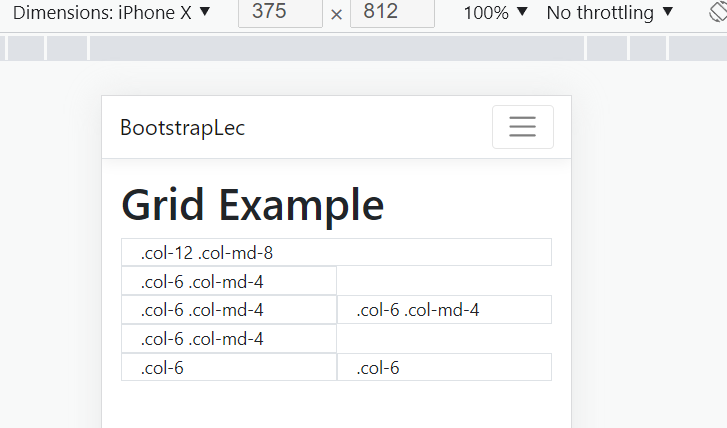 Dimensions: iPhone X ▼ 375 × 812 100% ▼ No throttling ▼
BootstrapLec
Grid Example
.col-12 .col-md-8
.col-6 .col-md-4
.col-6 .col-md-4 .col-6 .col-md-4
.col-6 .col-md-4
.col-6 .col-6